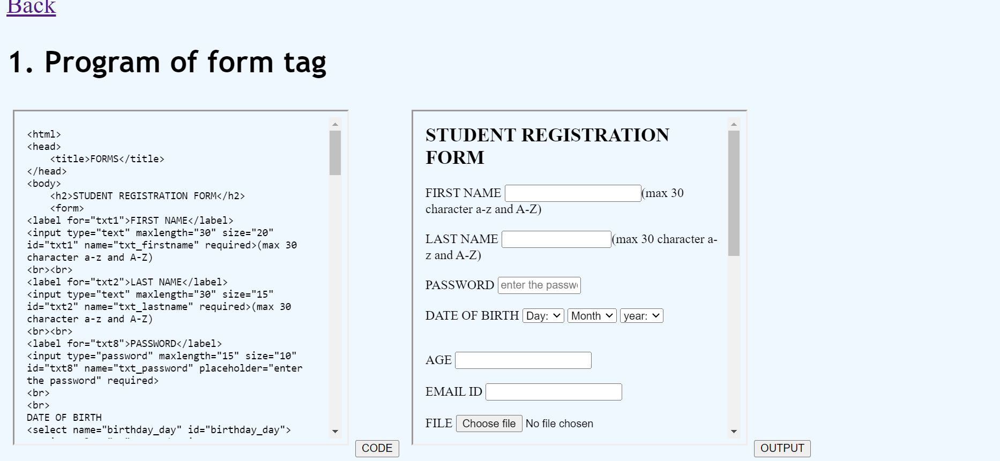 Back
1. Program of form tag
<html>
<head>
    <title>FORMS</title>
</head>
<body>
    <h2>STUDENT REGISTRATION FORM</h2>
    <form>
<label for="txt1">FIRST NAME</label>
<input type="text" maxlength="30" size="20"
id="txt1" name="txt_firstname" required>(max 30
character a-z and A-Z)
<br><br>
<label for="txt2">LAST NAME</label>
<input type="text" maxlength="30" size="15"
id="txt2" name="txt_lastname" required>(max 30
character a-z and A-Z)
<br><br>
<label for="txt8">PASSWORD</label>
<input type="password" maxlength="15" size="10"
id="txt8" name="txt_password" placeholder="enter
the password" required>
<br>
<br>
DATE OF BIRTH
<select name="birthday_day" id="birthday_day">
CODE
STUDENT REGISTRATION
FORM
FIRST NAME (max 30
character a-z and A-Z)
LAST NAME (max 30 character a-
z and A-Z)
PASSWORD enter the passw
DATE OF BIRTH Day: Month year:
AGE
EMAIL ID
FILE Choose file No file chosen
OUTPUT